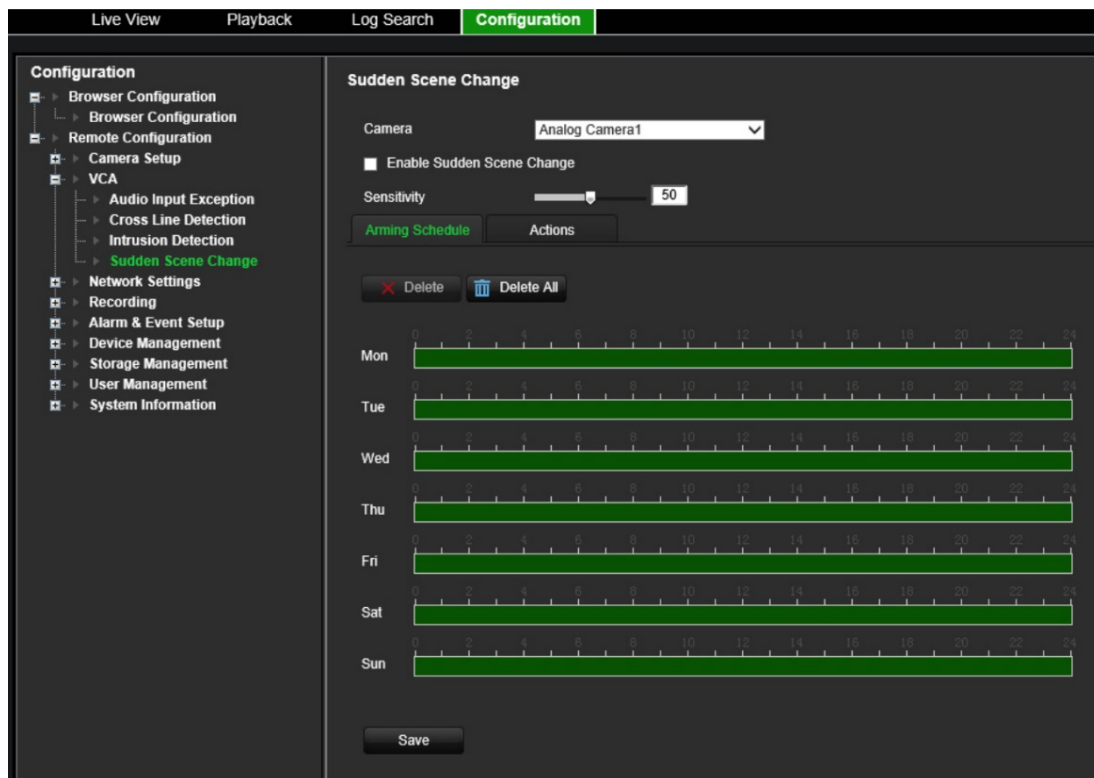 Live View Playback Log Search Configuration
Configuration
Browser Configuration
Browser Configuration
Remote Configuration
Camera Setup
VCA
Audio Input Exception
Cross Line Detection
Intrusion Detection
Sudden Scene Change
Network Settings
Recording
Alarm & Event Setup
Device Management
Storage Management
User Management
System Information
Sudden Scene Change
Camera Analog Camera1
Enable Sudden Scene Change
Sensitivity 50
Arming Schedule Actions
Delete Delete All
0 2 4 6 8 10 12 14 16 18 20 22 24
Mon
0 2 4 6 8 10 12 14 16 18 20 22 24
Tue
0 2 4 6 8 10 12 14 16 18 20 22 24
Wed
0 2 4 6 8 10 12 14 16 18 20 22 24
Thu
0 2 4 6 8 10 12 14 16 18 20 22 24
Fri
0 2 4 6 8 10 12 14 16 18 20 22 24
Sat
0 2 4 6 8 10 12 14 16 18 20 22 24
Sun
Save